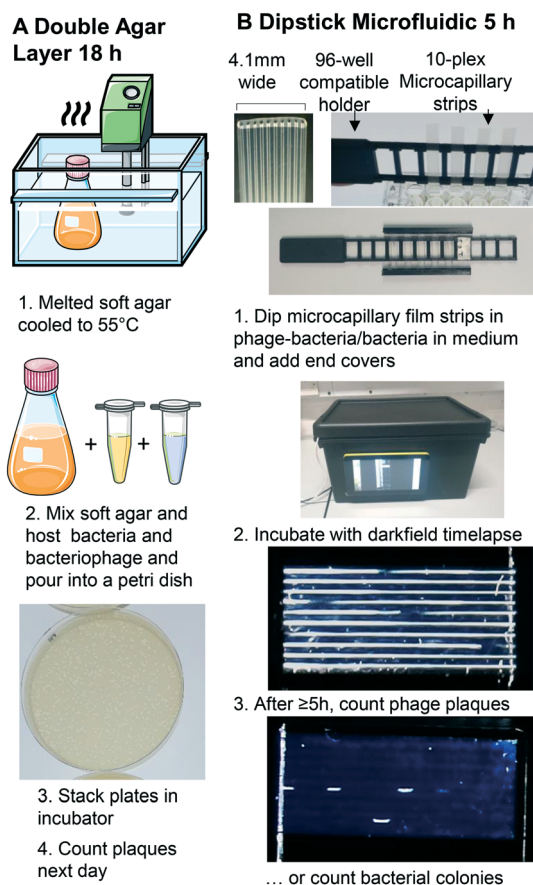 A Double Agar
Layer 18 h
1. Melted soft agar
cooled to 55°C
2. Mix soft agar and
host bacteria and
bacteriophage and
pour into a petri dish
3. Stack plates in
incubator
4. Count plaques
next day
B Dipstick Microfluidic 5 h
4.1mm
wide
96-well
compatible
holder
10-plex
Microcapillary
strips
1. Dip microcapillary film strips in
phage-bacteria/bacteria in medium
and add end covers
2. Incubate with darkfield timelapse
3. After ≥5h, count phage plaques
... or count bacterial colonies